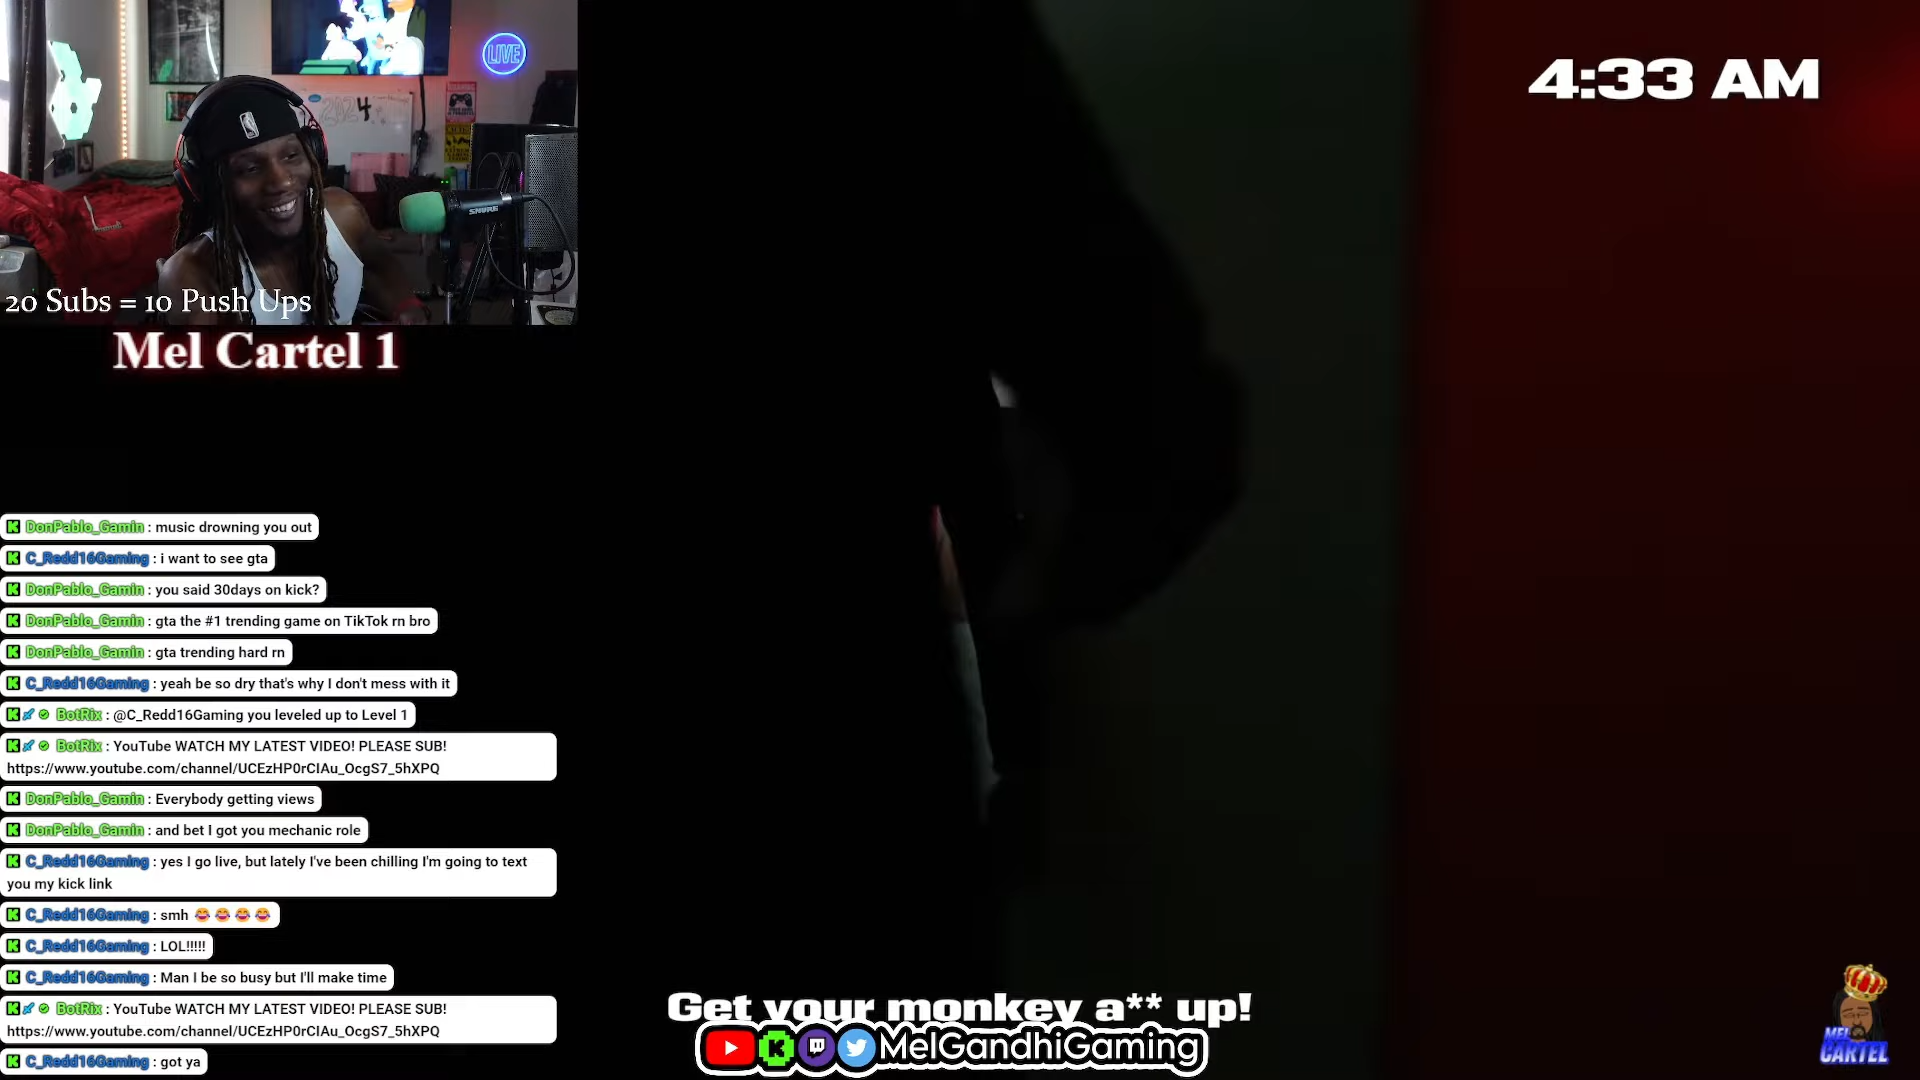 LIVE
4:33 AM
2024
SHURE
20 Subs = 10 Push Ups
Mel Cartel 1
DonPablo_Gamin : music drowning you out
C_Redd16Gaming : i want to see gta
DonPablo_Gamin : you said 30days on kick?
DonPablo_Gamin : gta the #1 trending game on TikTok rn bro
DonPablo_Gamin : gta trending hard rn
C_Redd16Gaming : yeah be so dry that's why I don't mess with it
BotRix : @C_Redd16Gaming you leveled up to Level 1
BotRix : YouTube WATCH MY LATEST VIDEO! PLEASE SUB!
https://www.youtube.com/channel/UCEzHP0rCIAu_OcgS7_5hXPQ
DonPablo_Gamin : Everybody getting views
DonPablo_Gamin : and bet I got you mechanic role
C_Redd16Gaming : yes I go live, but lately I've been chilling I'm going to text
you my kick link
C_Redd16Gaming : smh 😂 😂 😂 😂
C_Redd16Gaming : LOL!!!!!
C_Redd16Gaming : Man I be so busy but I'll make time
BotRix : YouTube WATCH MY LATEST VIDEO! PLEASE SUB!
https://www.youtube.com/channel/UCEzHP0rCIAu_OcgS7_5hXPQ
C_Redd16Gaming : got ya
Get your monkey a** up!
MelGandhiGaming
MEL
CARTEL